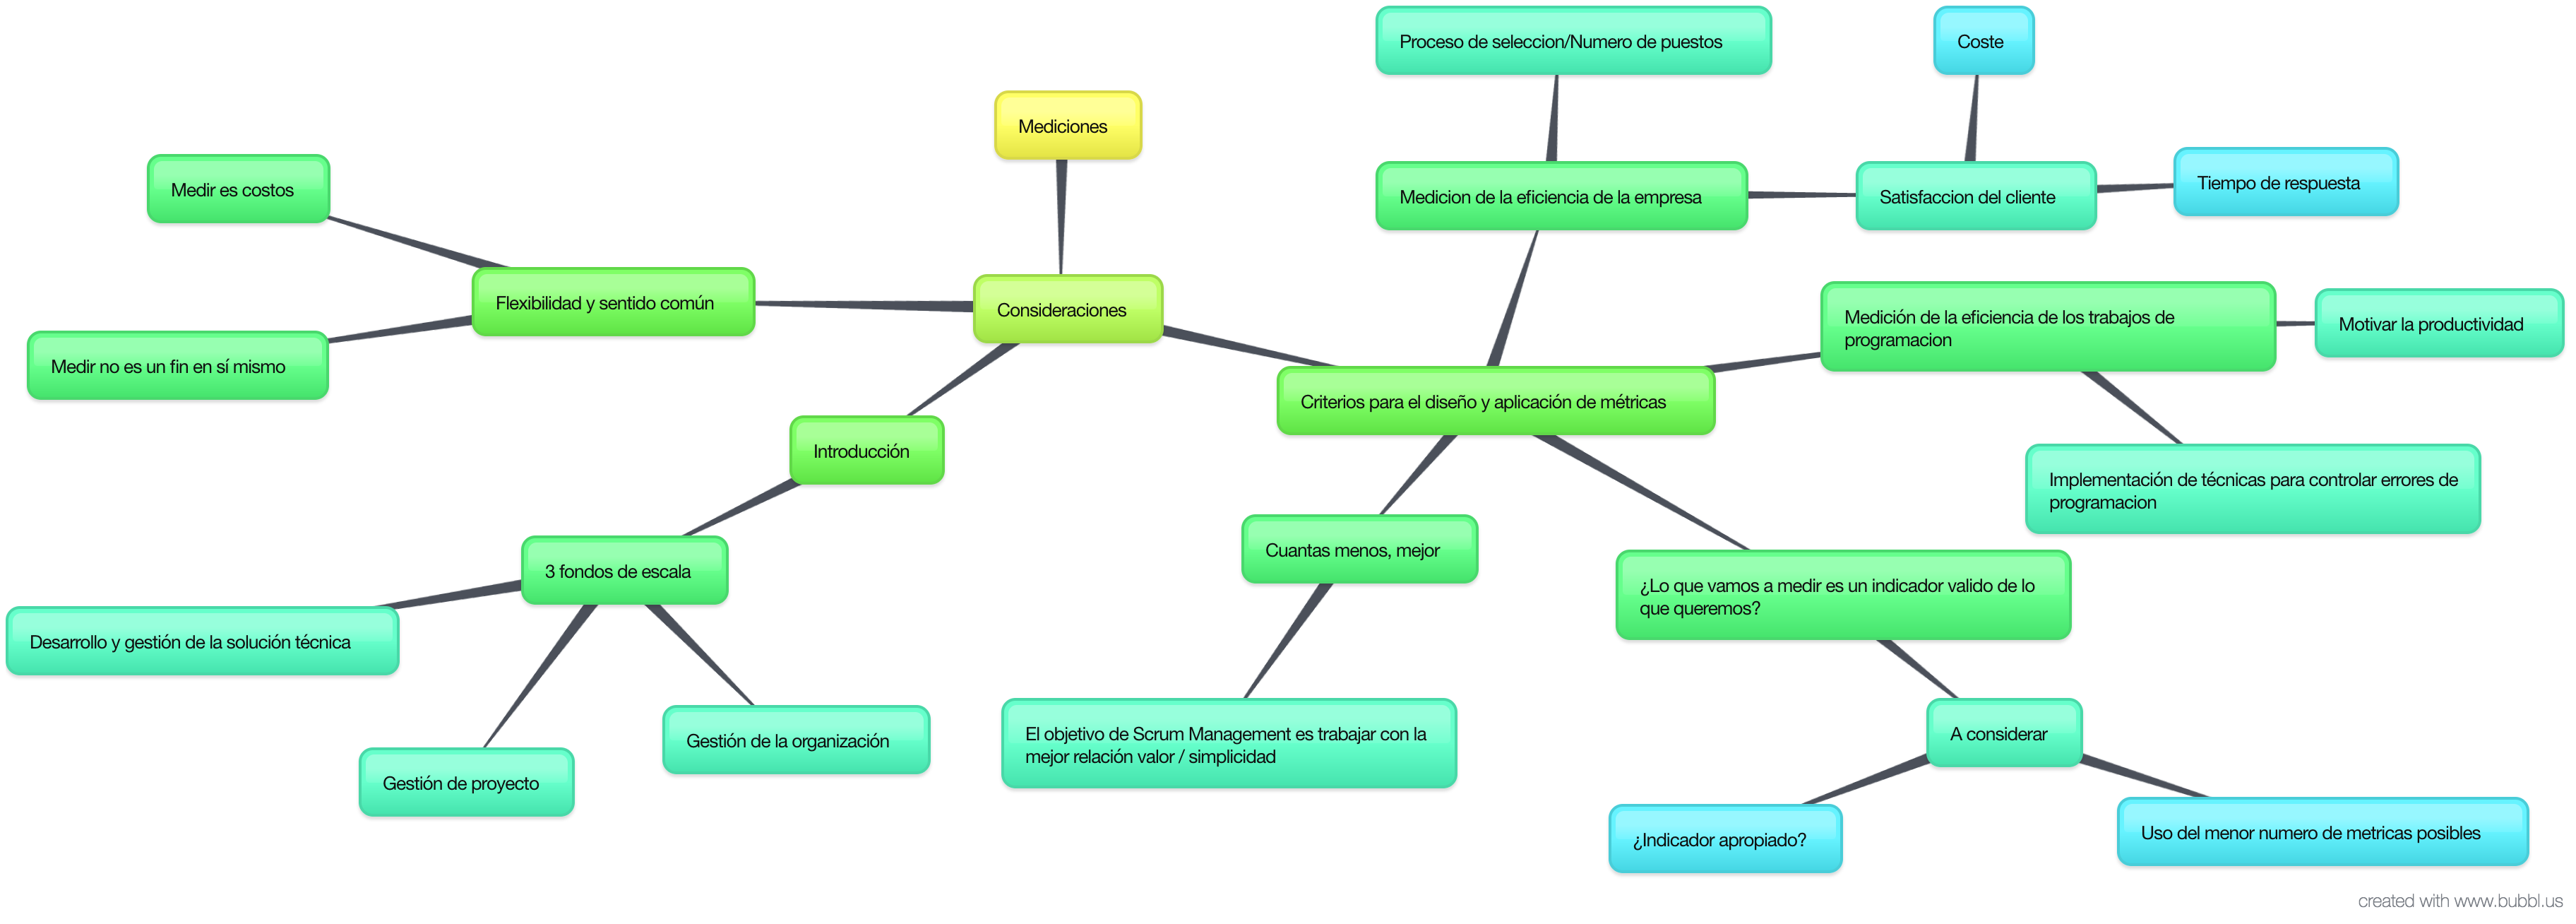 Proceso de seleccion/Numero de puestos
Coste
Mediciones
Medir es costos
Medicion de la eficiencia de la empresa
Satisfaccion del cliente
Tiempo de respuesta
Flexibilidad y sentido común
Consideraciones
Medición de la eficiencia de los trabajos de
programacion
Motivar la productividad
Medir no es un fin en sí mismo
Criterios para el diseño y aplicación de métricas
Introducción
Implementación de técnicas para controlar errores de
programacion
3 fondos de escala
Cuantas menos, mejor
¿Lo que vamos a medir es un indicador valido de lo
que queremos?
Desarrollo y gestión de la solución técnica
Gestión de la organización
El objetivo de Scrum Management es trabajar con la
mejor relación valor / simplicidad
A considerar
Gestión de proyecto
¿Indicador apropiado?
Uso del menor numero de metricas posibles
created with www.bubbl.us